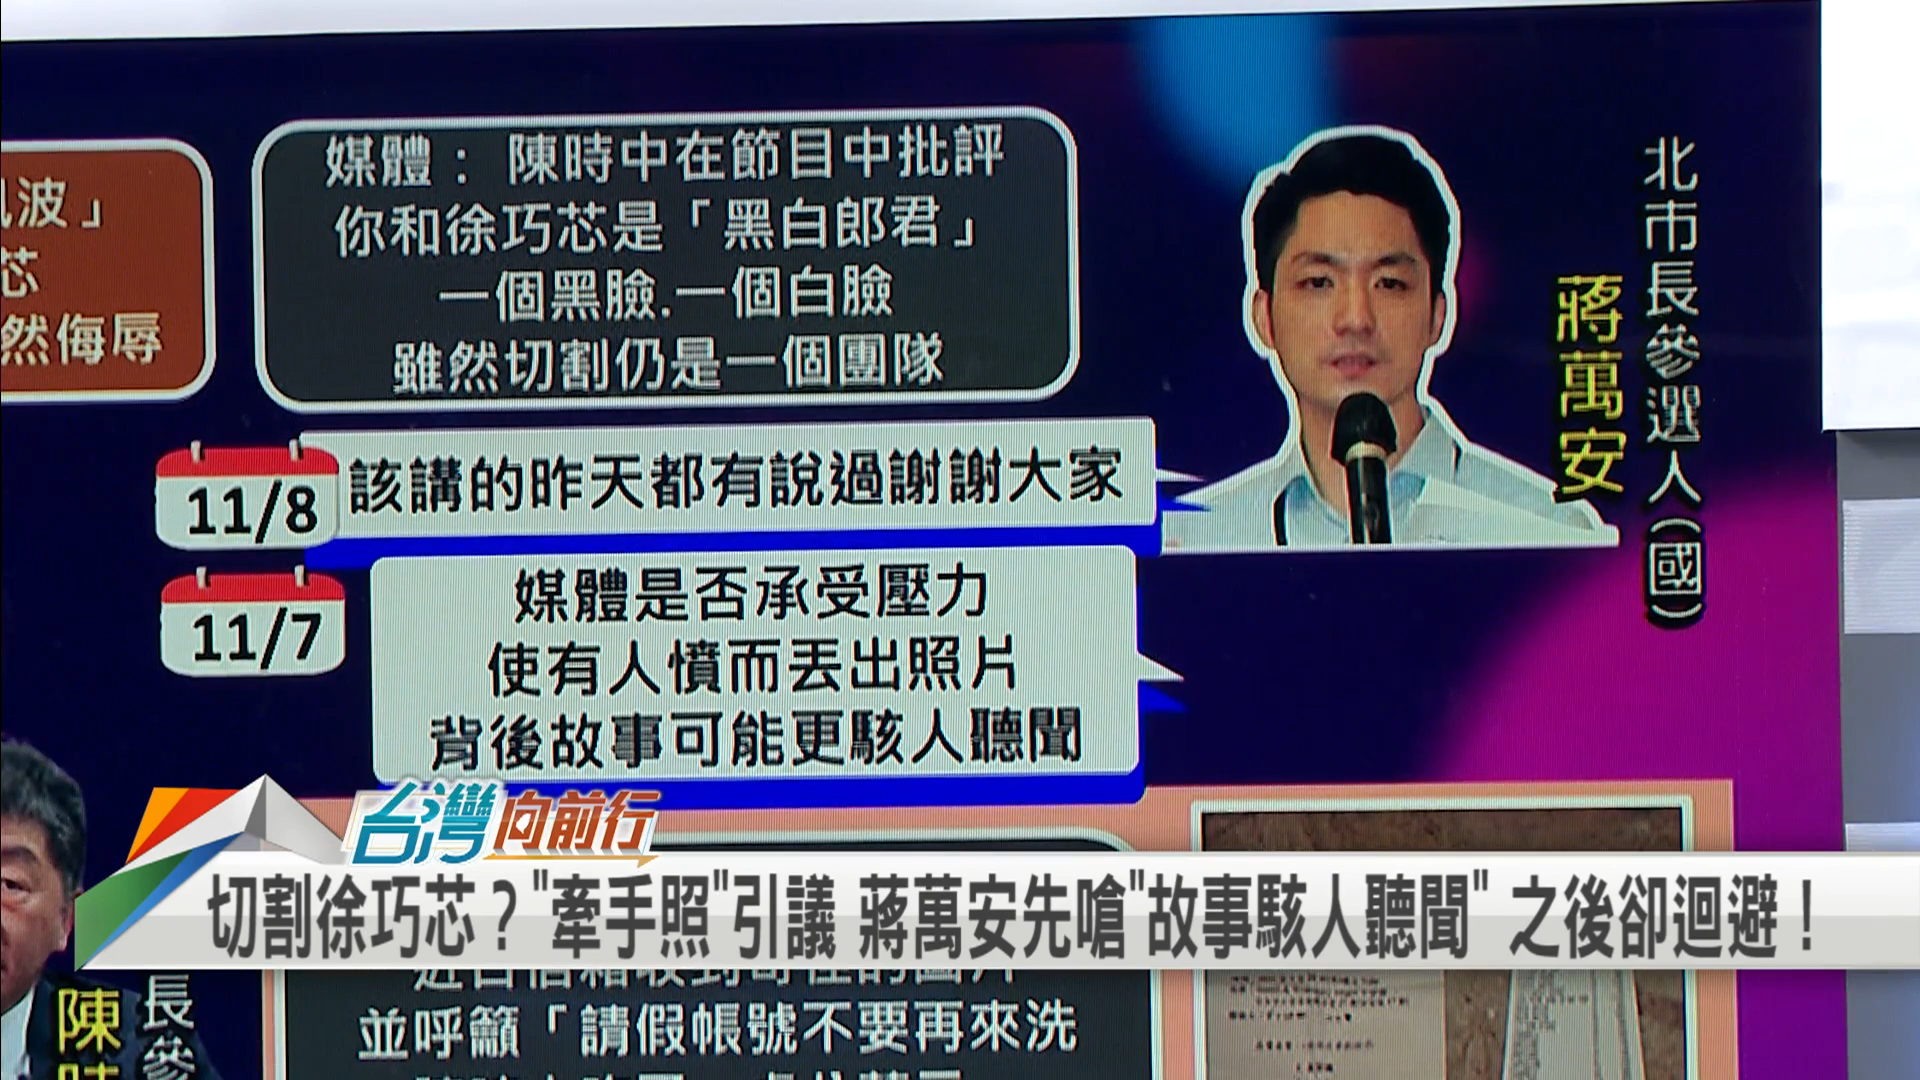 風波」
芯
然侮辱
媒體：陳時中在節目中批評
你和徐巧芯是「黑白郎君」
一個黑臉.一個白臉
雖然切割仍是一個團隊
北市長參選人(國)
蔣萬安
11/8
該講的昨天都有說過謝謝大家
11/7
媒體是否承受壓力
使有人憤而丟出照片
背後故事可能更駭人聽聞
台灣向前行
切割徐巧芯？"牽手照"引議 蔣萬安先嗆"故事駭人聽聞" 之後卻迴避！
長參
陳時
並呼籲「請假帳號不要再來洗